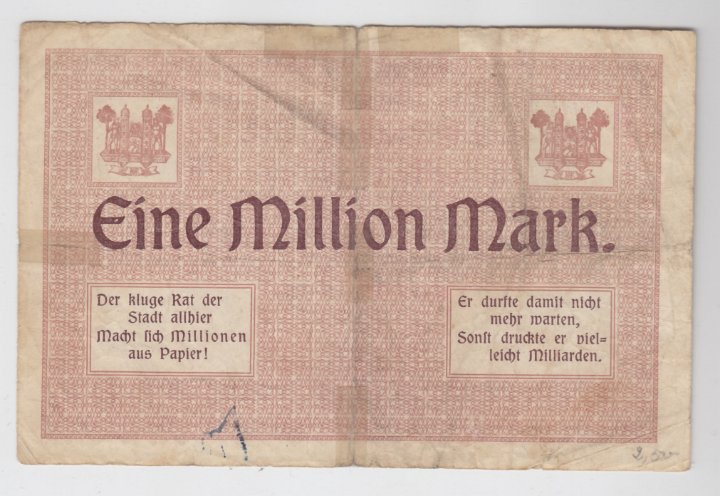 Eine Million Mark.
Der kluge Rat der
Stadt allhier
Macht ſich Millionen
aus Papier!
Er durfte damit nicht
mehr warten,
Sonſt druckte er viel=
leicht Milliarden.